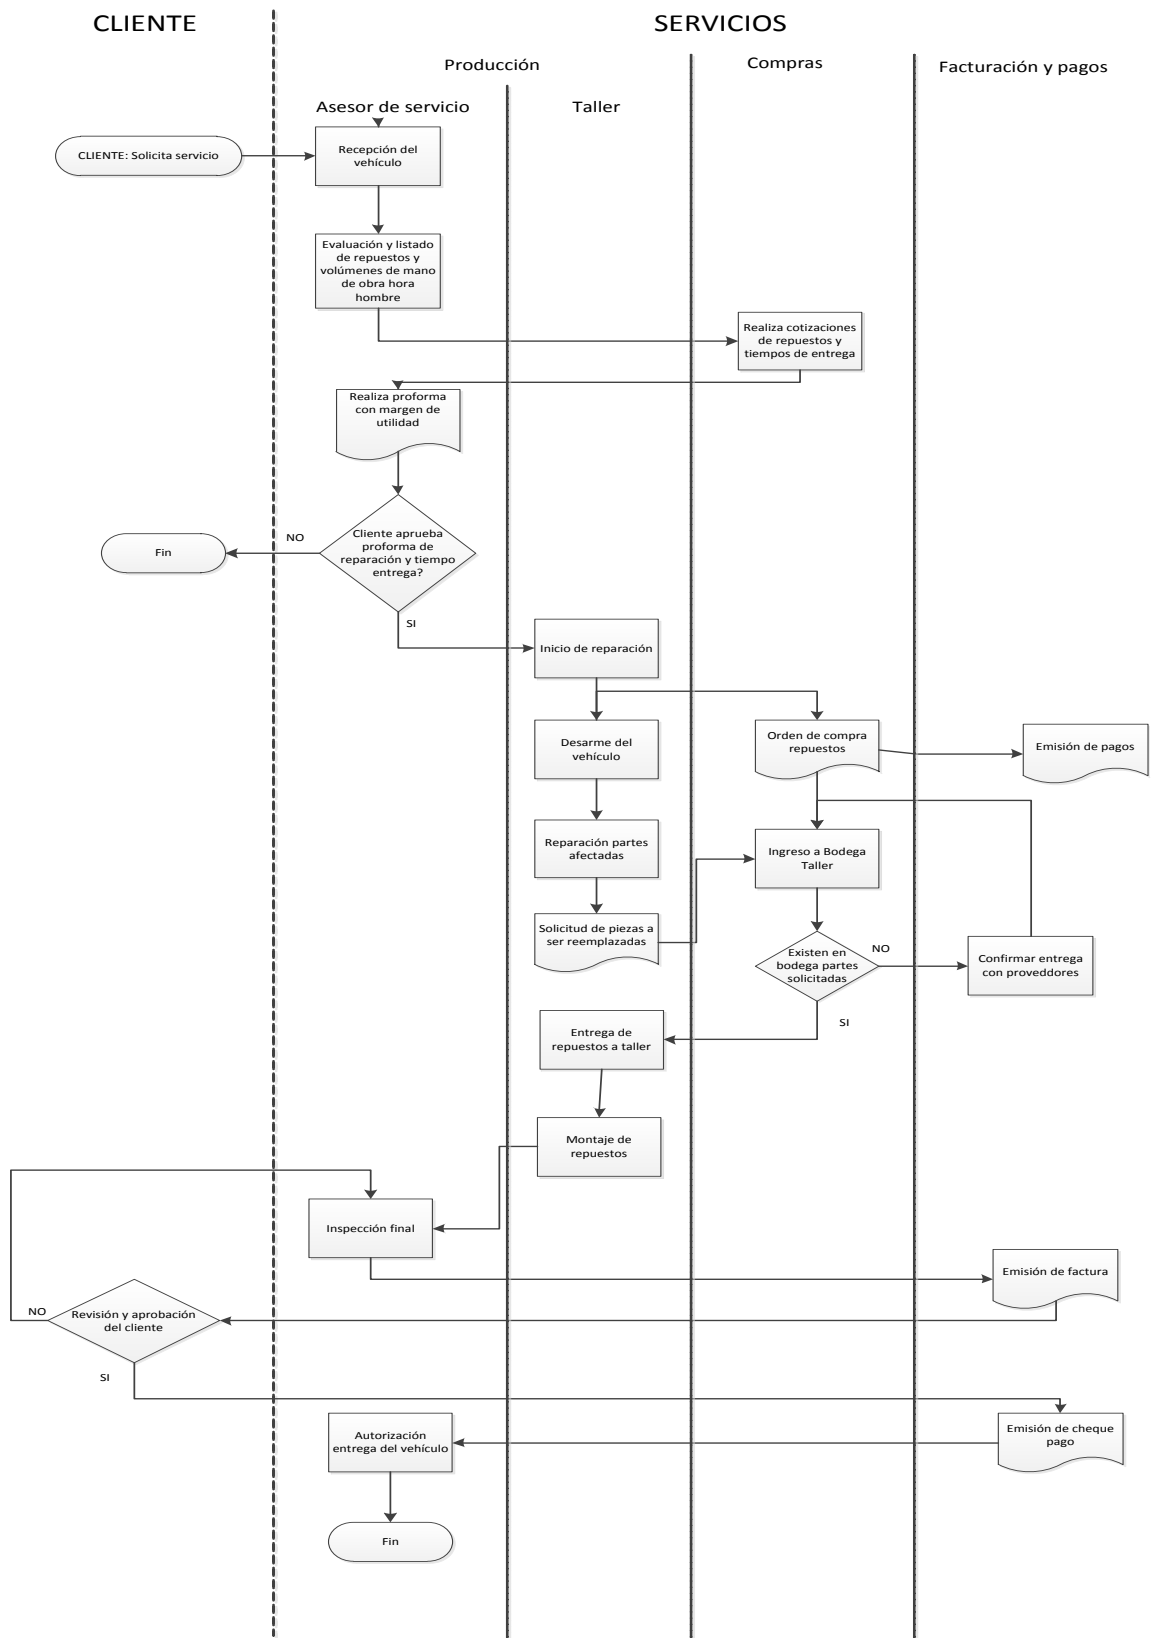 CLIENTE
SERVICIOS
Producción
Compras
Facturación y pagos
Asesor de servicio
Taller
CLIENTE: Solicita servicio
Recepción del
vehículo
Evaluación y listado
de repuestos y
volúmenes de mano
de obra hora
hombre
Realiza cotizaciones
de repuestos y
tiempos de entrega
Realiza proforma
con margen de
utilidad
Cliente aprueba
proforma de
reparación y tiempo
entrega?
NO
Fin
SI
Inicio de reparación
Desarme del
vehículo
Orden de compra
repuestos
Emisión de pagos
Reparación partes
afectadas
Ingreso a Bodega
Taller
Solicitud de piezas a
ser reemplazadas
Existen en
bodega partes
solicitadas
NO
Confirmar entrega
con proveddores
SI
Entrega de
repuestos a taller
Montaje de
repuestos
Inspección final
Emisión de factura
Revisión y aprobación
del cliente
NO
SI
Autorización
entrega del vehículo
Emisión de cheque
pago
Fin